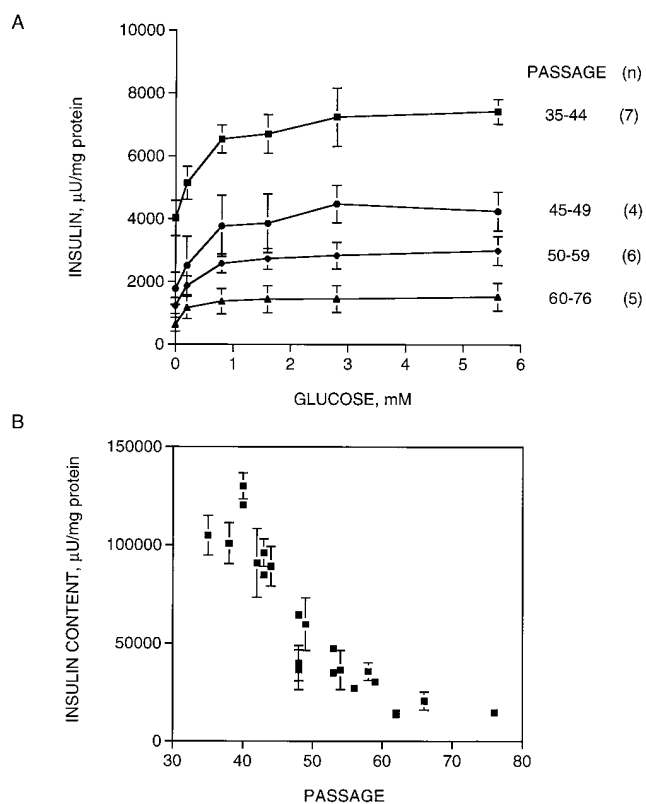 A
10000
8000
6000
4000
2000
0
INSULIN, µU/mg protein
0 1 2 3 4 5 6
GLUCOSE, mM
PASSAGE (n)
35-44 (7)
45-49 (4)
50-59 (6)
60-76 (5)
B
150000
100000
50000
0
INSULIN CONTENT, µU/mg protein
30 40 50 60 70 80
PASSAGE